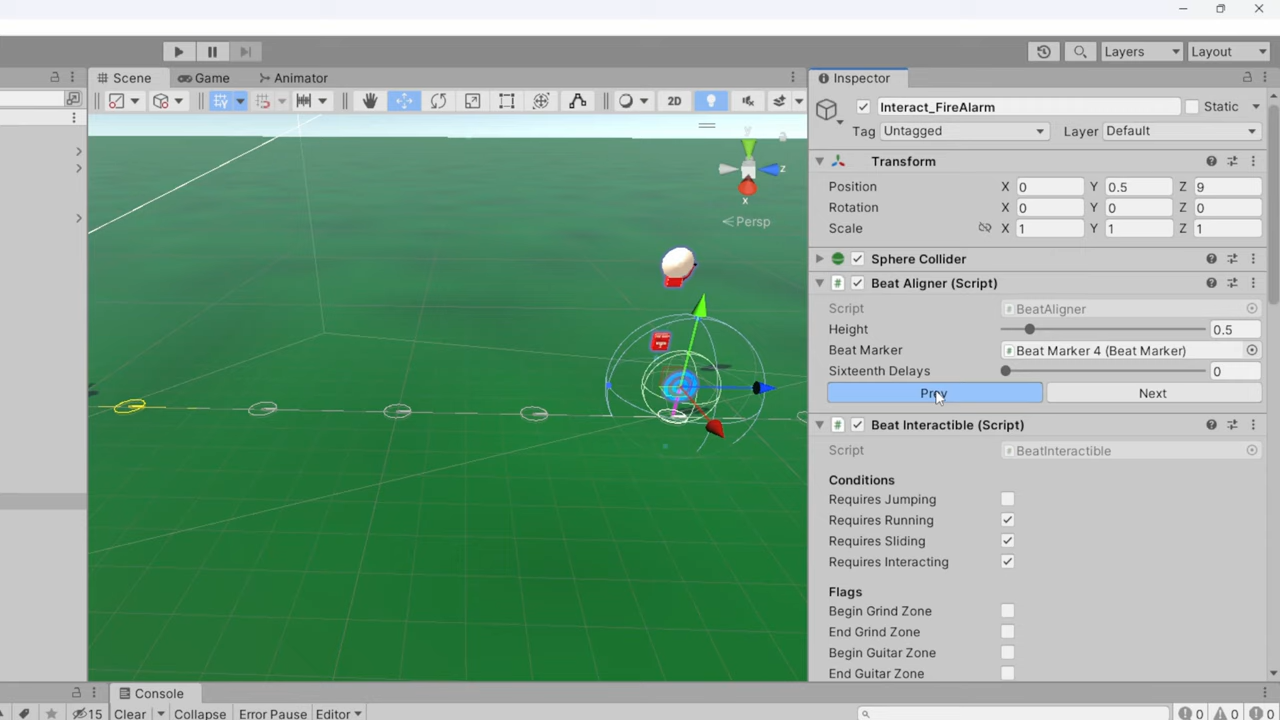 Layers
Layout
Scene
Game
Animator
Inspector
2D
Interact_FireAlarm
Static
Tag
Untagged
Layer
Default
Transform
Position
X
0
Y
0.5
Z
9
Rotation
X
0
Y
0
Z
0
Scale
X
1
Y
1
Z
1
y
z
x
Persp
Sphere Collider
Beat Aligner (Script)
Script
BeatAligner
Height
0.5
Beat Marker
Beat Marker 4 (Beat Marker)
Sixteenth Delays
0
Prev
Next
Beat Interactible (Script)
Script
BeatInteractible
Conditions
Requires Jumping
Requires Running
Requires Sliding
Requires Interacting
Flags
Begin Grind Zone
End Grind Zone
Begin Guitar Zone
End Guitar Zone
Console
15
Clear
Collapse
Error Pause
Editor
0
0
0